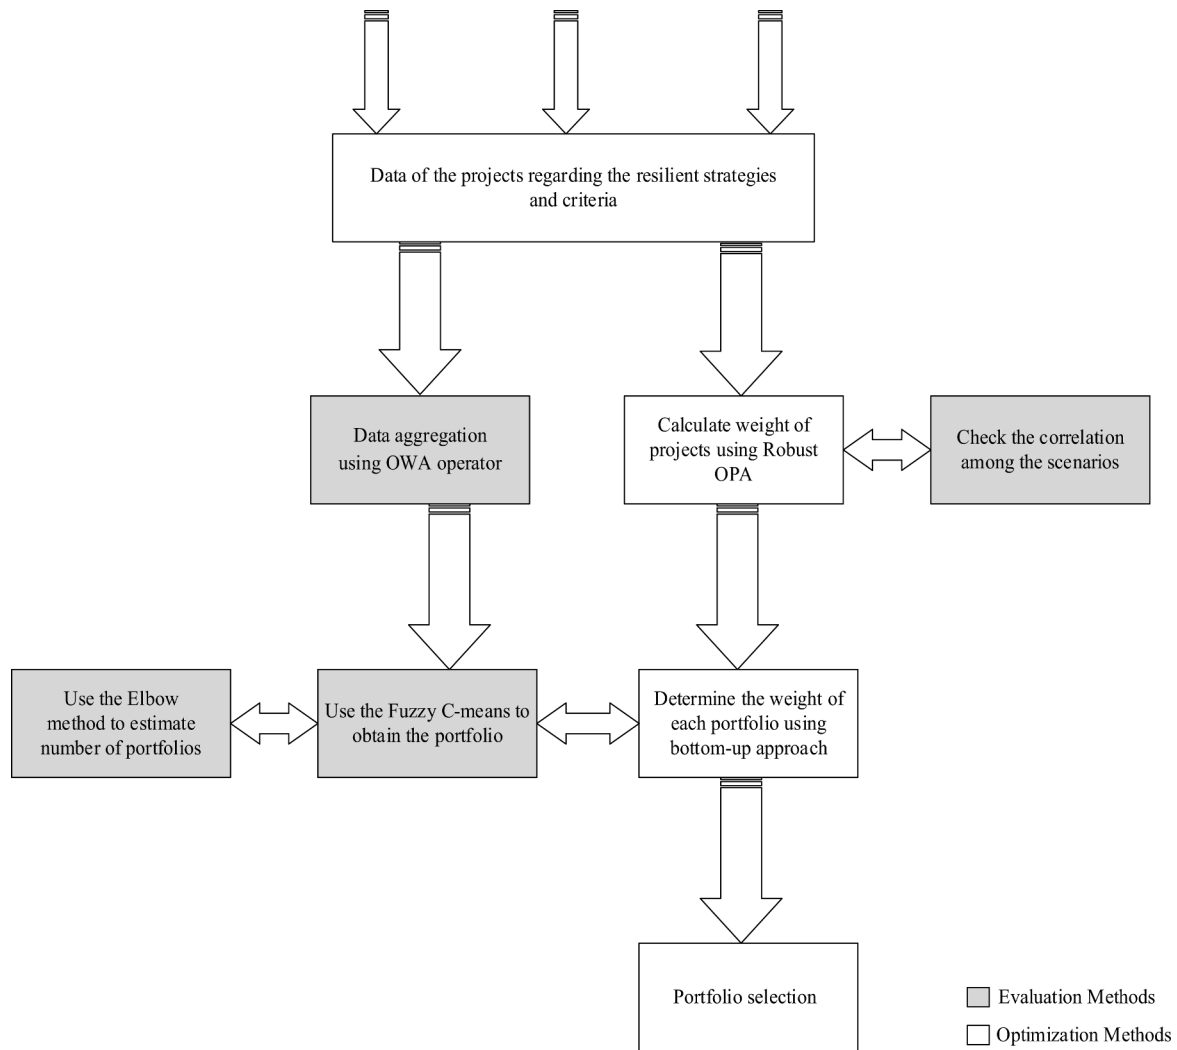 Data of the projects regarding the resilient strategies
and criteria
Data aggregation
using OWA operator
Calculate weight of
projects using Robust
OPA
Check the correlation
among the scenarios
Use the Elbow
method to estimate
number of portfolios
Use the Fuzzy C-means to
obtain the portfolio
Determine the weight of
each portfolio using
bottom-up approach
Portfolio selection
Evaluation Methods
Optimization Methods